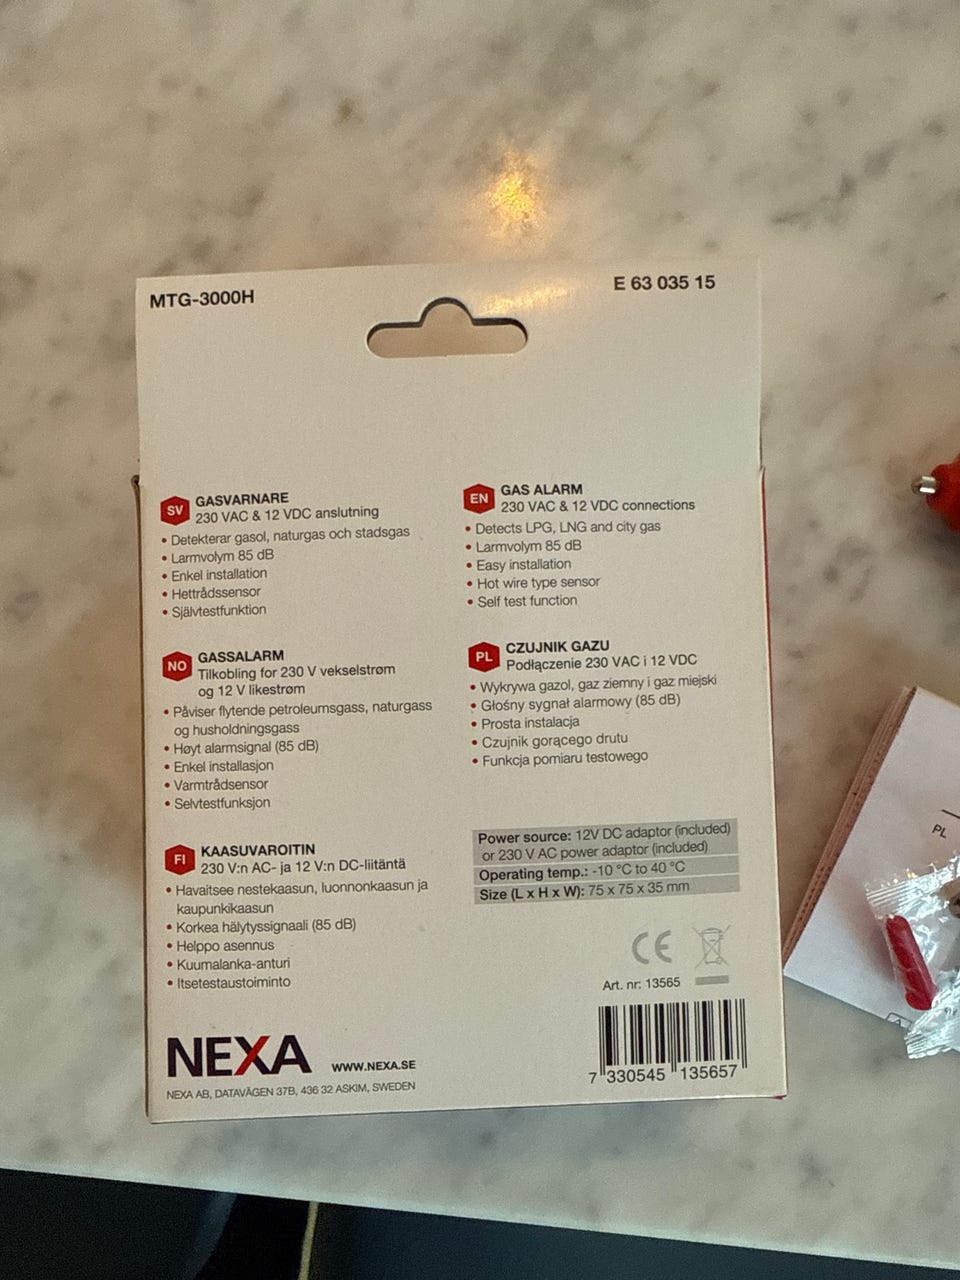 MTG-3000H
E 63 035 15
SV
GASVARNARE
230 VAC & 12 VDC anslutning
• Detekterar gasol, naturgas och stadsgas
• Larmvolym 85 dB
• Enkel installation
• Hettrådssensor
• Självtestfunktion
NO
GASSALARM
Tilkobling for 230 V vekselstrøm
og 12 V likestrøm
• Påviser flytende petroleumsgass, naturgass
og husholdningsgass
• Høyt alarmsignal (85 dB)
• Enkel installasjon
• Varmtrådsensor
• Selvtestfunksjon
FI
KAASUVAROITIN
230 V:n AC- ja 12 V:n DC-liitäntä
• Havaitsee nestekaasun, luonnonkaasun ja
kaupunkikaasun
• Korkea hälytyssignaali (85 dB)
• Helppo asennus
• Kuumalanka-anturi
• Itsetestaustoiminto
EN
GAS ALARM
230 VAC & 12 VDC connections
• Detects LPG, LNG and city gas
• Larmvolym 85 dB
• Easy installation
• Hot wire type sensor
• Self test function
PL
CZUJNIK GAZU
Podłączenie 230 VAC i 12 VDC
• Wykrywa gazol, gaz ziemny i gaz miejski
• Głośny sygnał alarmowy (85 dB)
• Prosta instalacja
• Czujnik gorącego drutu
• Funkcja pomiaru testowego
Power source: 12V DC adaptor (included)
or 230 V AC power adaptor (included)
Operating temp.: -10 °C to 40 °C
Size (L x H x W): 75 x 75 x 35 mm
CE
Art. nr: 13565
7 330545 135657
NEXA
WWW.NEXA.SE
NEXA AB, DATAVÄGEN 37B, 436 32 ASKIM, SWEDEN
PL